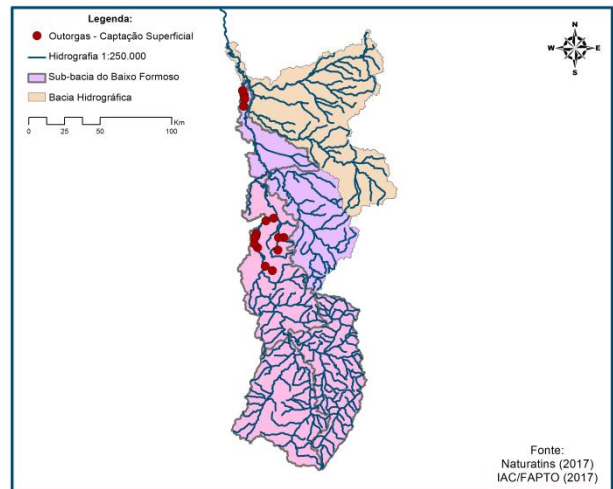 Legenda:
Outorgas - Captação Superficial
Hidrografia 1:250.000
Sub-bacia do Baixo Formoso
Bacia Hidrográfica
Km
0 25 50 100
N
W E
S
Fonte:
Naturatins (2017)
IAC/FAPTO (2017)